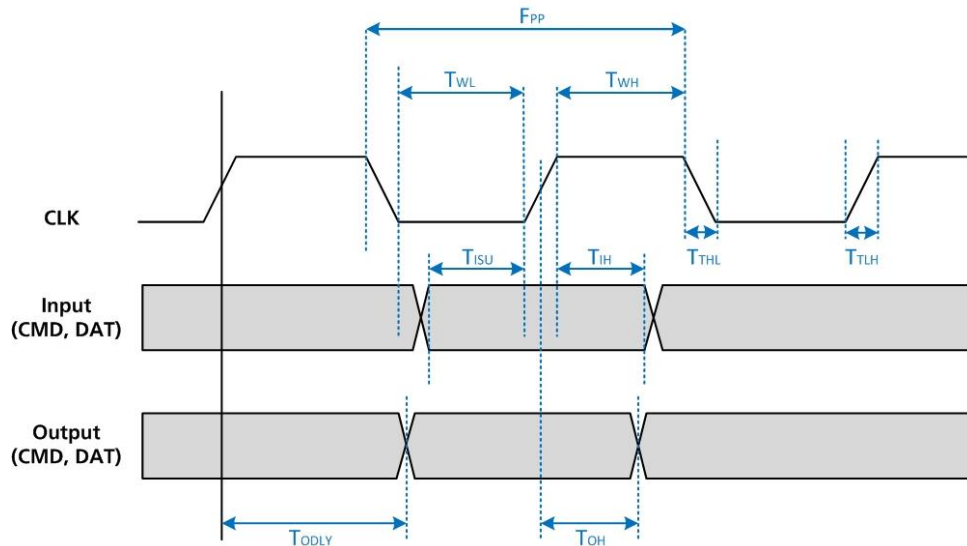 FPP
TWL
TWH
CLK
TISU
TIH
TTHL
TTLH
Input
(CMD, DAT)
Output
(CMD, DAT)
TODLY
TOH